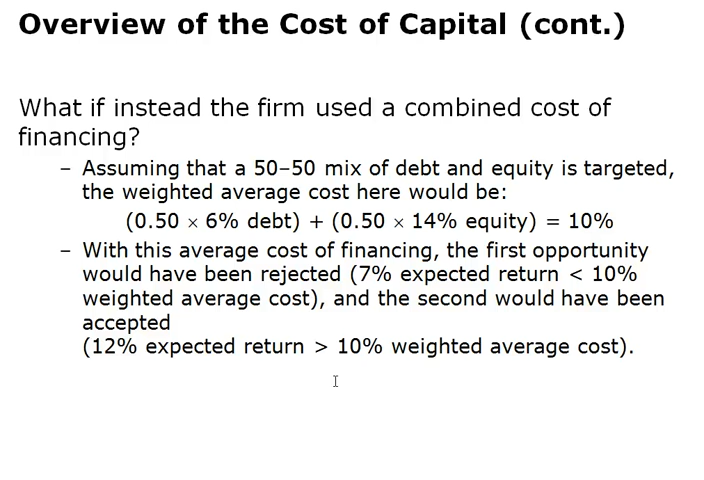 Overview of the Cost of Capital (cont.)
What if instead the firm used a combined cost of
financing?
– Assuming that a 50–50 mix of debt and equity is targeted,
the weighted average cost here would be:
(0.50 × 6% debt) + (0.50 × 14% equity) = 10%
– With this average cost of financing, the first opportunity
would have been rejected (7% expected return < 10%
weighted average cost), and the second would have been
accepted
(12% expected return > 10% weighted average cost).